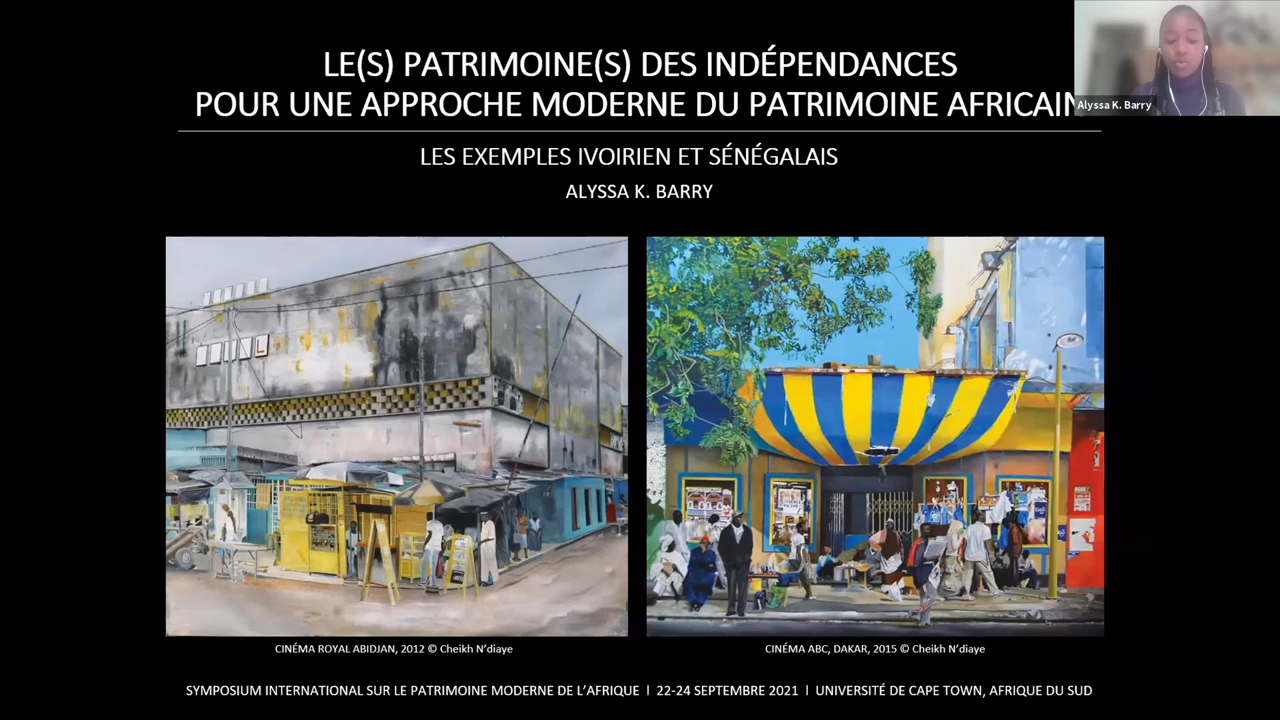 LE(S) PATRIMOINE(S) DES INDÉPENDANCES
POUR UNE APPROCHE MODERNE DU PATRIMOINE AFRICAIN
LES EXEMPLES IVOIRIEN ET SÉNÉGALAIS
ALYSSA K. BARRY
Alyssa K. Barry
CINÉMA ROYAL ABIDJAN, 2012 © Cheikh N'diaye
CINÉMA ABC, DAKAR, 2015 © Cheikh N'diaye
SYMPOSIUM INTERNATIONAL SUR LE PATRIMOINE MODERNE DE L'AFRIQUE I 22-24 SEPTEMBRE 2021 I UNIVERSITÉ DE CAPE TOWN, AFRIQUE DU SUD